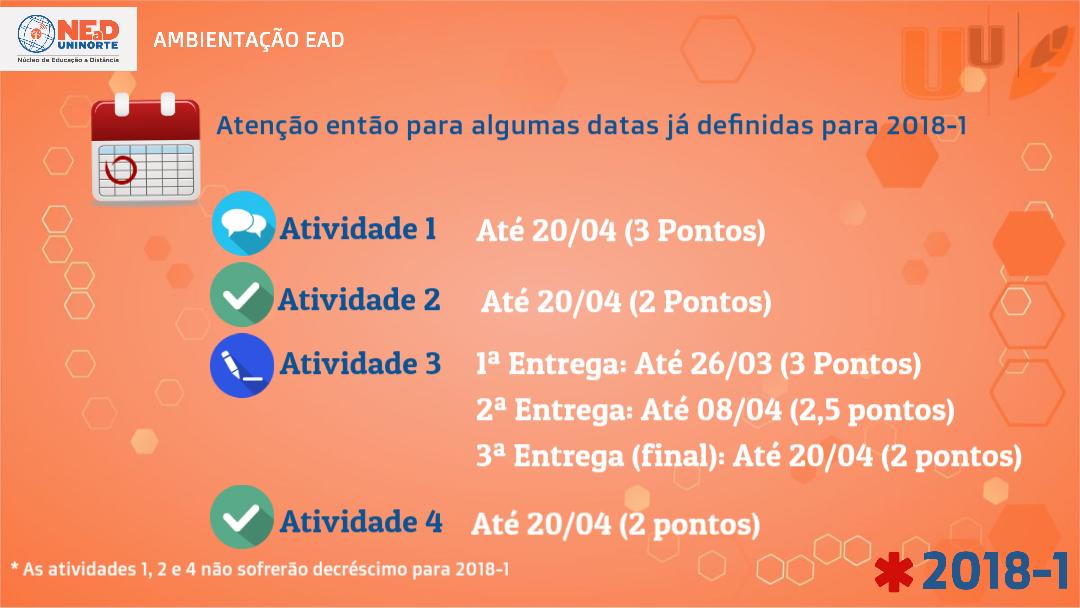 NEaD
UNINORTE
Núcleo de Educação a Distância
AMBIENTAÇÃO EAD
Atenção então para algumas datas já definidas para 2018-1
Atividade 1 Até 20/04 (3 Pontos)
Atividade 2 Até 20/04 (2 Pontos)
Atividade 3 1ª Entrega: Até 26/03 (3 Pontos)
2ª Entrega: Até 08/04 (2,5 pontos)
3ª Entrega (final): Até 20/04 (2 pontos)
Atividade 4 Até 20/04 (2 pontos)
* As atividades 1, 2 e 4 não sofrerão decréscimo para 2018-1
*2018-1